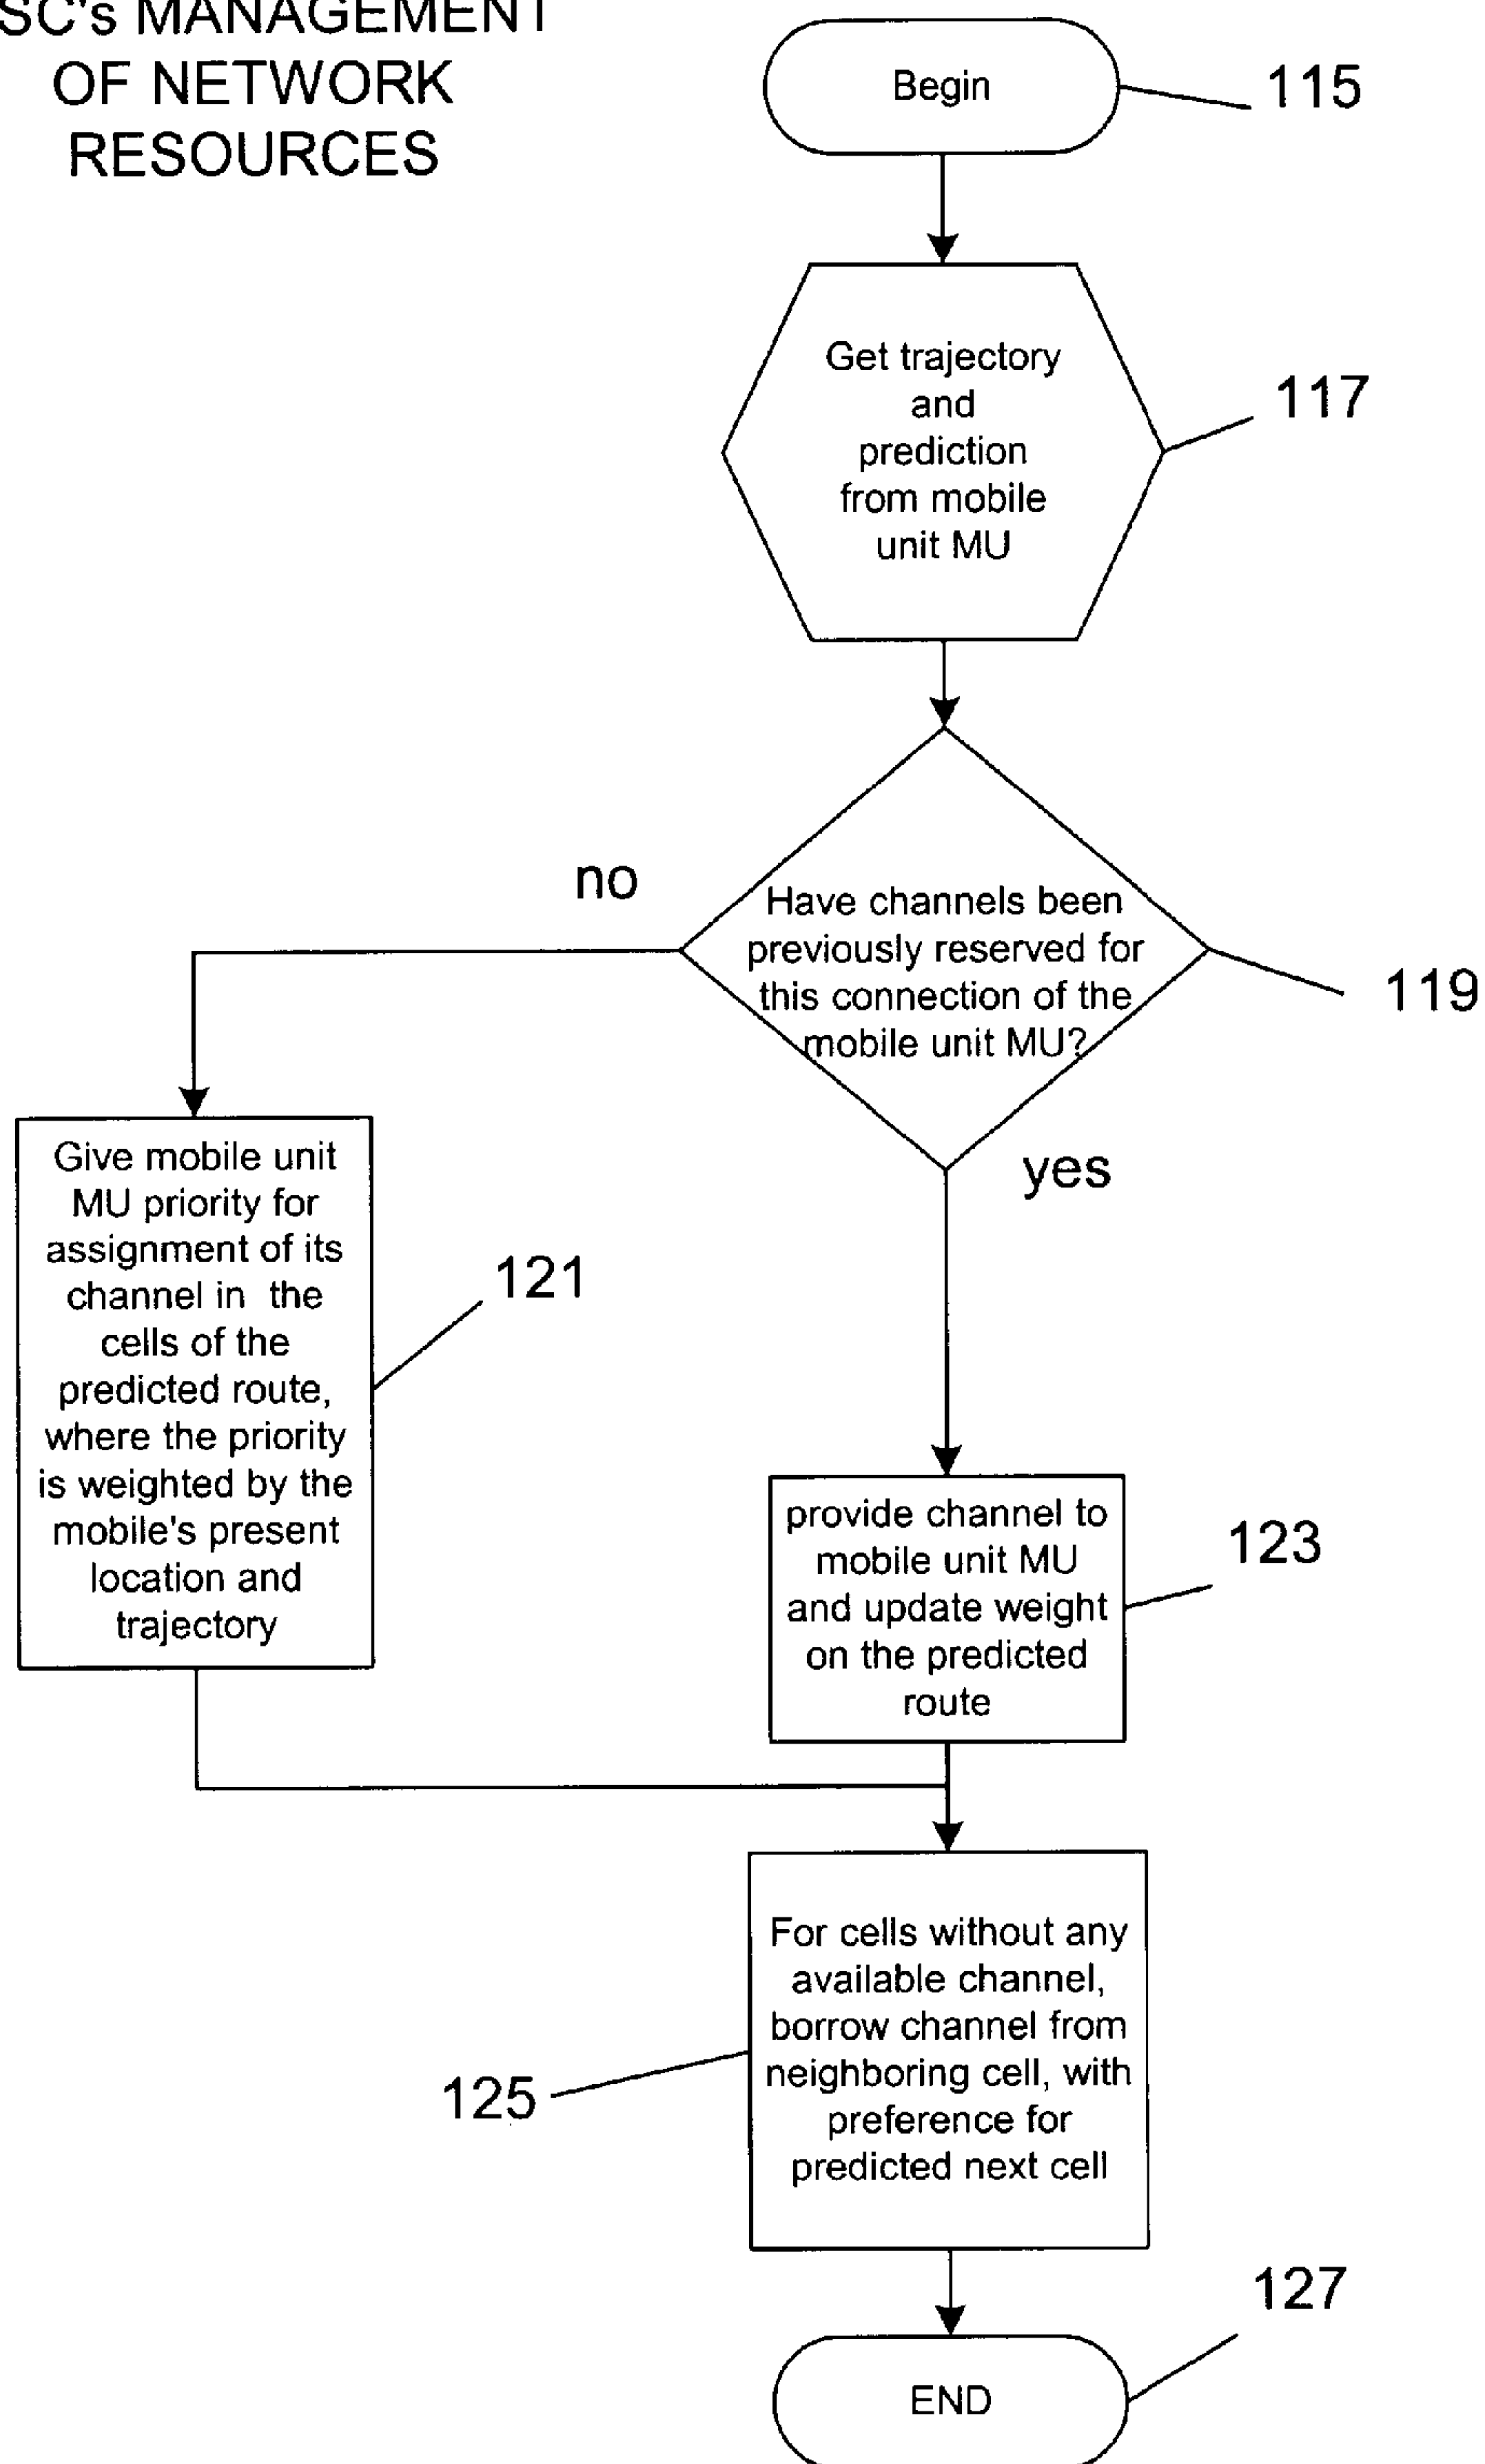 SC's MANAGEMENT
OF NETWORK
RESOURCES
Begin
115
Get trajectory
and
prediction
from mobile
unit MU
117
Have channels been
previously reserved for
this connection of the
mobile unit MU?
119
no
yes
Give mobile unit
MU priority for
assignment of its
channel in the
cells of the
predicted route,
where the priority
is weighted by the
mobile's present
location and
trajectory
121
provide channel to
mobile unit MU
and update weight
on the predicted
route
123
For cells without any
available channel,
borrow channel from
neighboring cell, with
preference for
predicted next cell
125
END
127